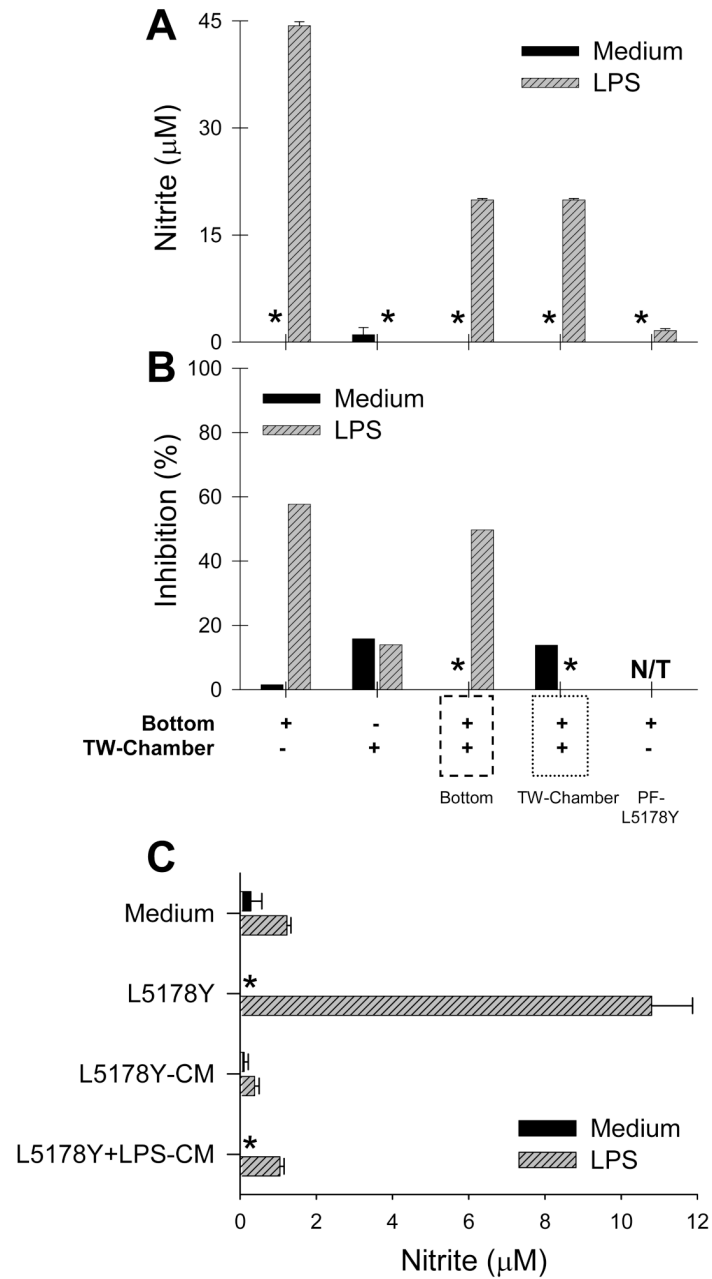 A
45
30
15
0
Nitrite (μM)
Medium
LPS
* * * * *
B
100
80
60
40
20
0
Inhibition (%)
Medium
LPS
* * N/T
Bottom + - + + +
TW-Chamber - + + + -
Bottom TW-Chamber PF-
L5178Y
C
Medium
*
L5178Y
L5178Y-CM
*
L5178Y+LPS-CM
Medium
LPS
0 2 4 6 8 10 12
Nitrite (μM)